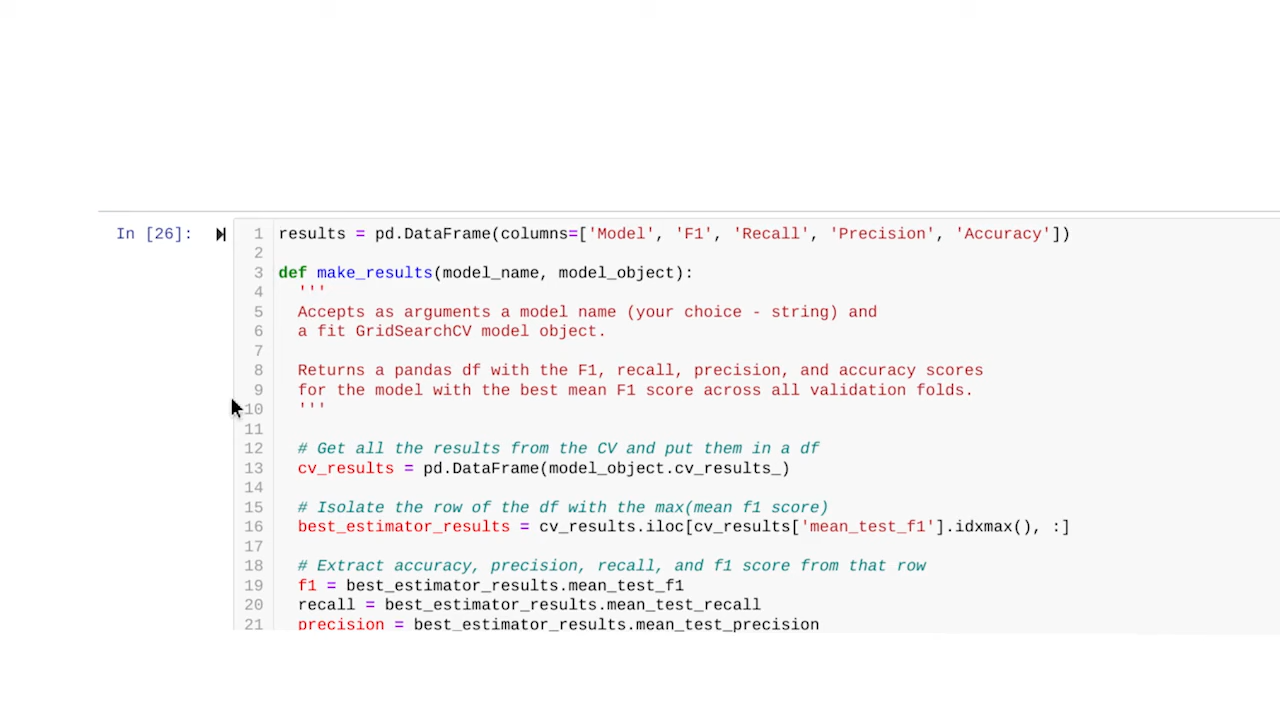 In [26]:
1 results = pd.DataFrame(columns=['Model', 'F1', 'Recall', 'Precision', 'Accuracy'])
2
3 def make_results(model_name, model_object):
4   '''
5   Accepts as arguments a model name (your choice - string) and
6   a fit GridSearchCV model object.
7
8   Returns a pandas df with the F1, recall, precision, and accuracy scores
9   for the model with the best mean F1 score across all validation folds.
10   '''
11
12   # Get all the results from the CV and put them in a df
13   cv_results = pd.DataFrame(model_object.cv_results_)
14
15   # Isolate the row of the df with the max(mean f1 score)
16   best_estimator_results = cv_results.iloc[cv_results['mean_test_f1'].idxmax(), :]
17
18   # Extract accuracy, precision, recall, and f1 score from that row
19   f1 = best_estimator_results.mean_test_f1
20   recall = best_estimator_results.mean_test_recall
21   precision = best_estimator_results.mean_test_precision